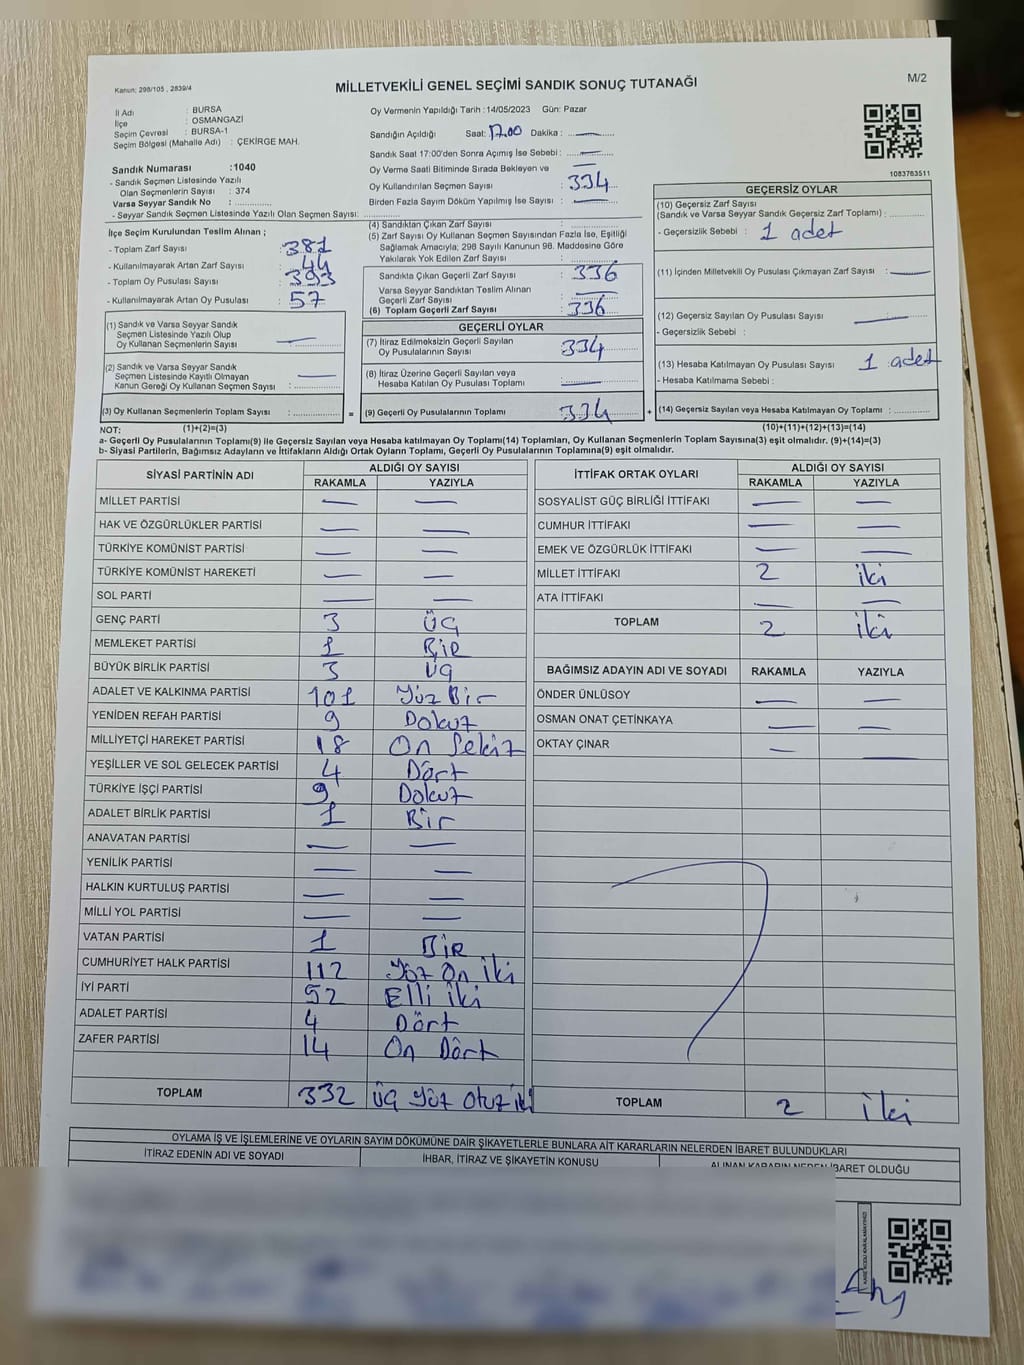 Kanun: 298/105 , 2839/4
MİLLETVEKİLİ GENEL SEÇİMİ SANDIK SONUÇ TUTANAĞI
M/2
İl Adı : BURSA
İlçe : OSMANGAZİ
Seçim Çevresi : BURSA-1
Seçim Bölgesi (Mahalle Adı) : ÇEKİRGE MAH.
Sandık Numarası :1040
- Sandık Seçmen Listesinde Yazılı
Olan Seçmenlerin Sayısı : 374
Varsa Seyyar Sandık No :
- Seyyar Sandık Seçmen Listesinde Yazılı Olan Seçmen Sayısı:
Oy Vermenin Yapıldığı Tarih :14/05/2023 Gün: Pazar
Sandığın Açıldığı Saat: 17.00 Dakika : —
Sandık Saat 17:00'den Sonra Açılmış İse Sebebi : —
Oy Verme Saati Bitiminde Sırada Bekleyen ve —
Oy Kullandırılan Seçmen Sayısı : 334
Birden Fazla Sayım Döküm Yapılmış İse Sayısı : —
1083763511
İlçe Seçim Kurulundan Teslim Alınan ;
- Toplam Zarf Sayısı : 381
- Kullanılmayarak Artan Zarf Sayısı : 44
- Toplam Oy Pusulası Sayısı : 393
- Kullanılmayarak Artan Oy Pusulası : 57
(1) Sandık ve Varsa Seyyar Sandık
Seçmen Listesinde Yazılı Olup
Oy Kullanan Seçmenlerin Sayısı : —
(2) Sandık ve Varsa Seyyar Sandık
Seçmen Listesinde Kayıtlı Olmayan
Kanun Gereği Oy Kullanan Seçmen Sayısı : —
(3) Oy Kullanan Seçmenlerin Toplam Sayısı : =
(4) Sandıktan Çıkan Zarf Sayısı :
(5) Zarf Sayısı Oy Kullanan Seçmen Sayısından Fazla İse, Eşitliği
Sağlamak Amacıyla; 298 Sayılı Kanunun 98. Maddesine Göre
Yakılarak Yok Edilen Zarf Sayısı :
Sandıkta Çıkan Geçerli Zarf Sayısı : 336
Varsa Seyyar Sandıktan Teslim Alınan
Geçerli Zarf Sayısı : —
(6) Toplam Geçerli Zarf Sayısı : 336
GEÇERLİ OYLAR
(7) İtiraz Edilmeksizin Geçerli Sayılan
Oy Pusulalarının Sayısı : 334
(8) İtiraz Üzerine Geçerli Sayılan veya
Hesaba Katılan Oy Pusulası Toplamı : —
(9) Geçerli Oy Pusulalarının Toplamı : 334 +
GEÇERSİZ OYLAR
(10) Geçersiz Zarf Sayısı
(Sandık ve Varsa Seyyar Sandık Geçersiz Zarf Toplamı) :
- Geçersizlik Sebebi : 1 adet
(11) İçinden Milletvekili Oy Pusulası Çıkmayan Zarf Sayısı : —
(12) Geçersiz Sayılan Oy Pusulası Sayısı : —
- Geçersizlik Sebebi :
(13) Hesaba Katılmayan Oy Pusulası Sayısı : 1 adet
- Hesaba Katılmama Sebebi :
(14) Geçersiz Sayılan veya Hesaba Katılmayan Oy Toplamı :
NOT: (1)+(2)=(3) (10)+(11)+(12)+(13)=(14)
a- Geçerli Oy Pusulalarının Toplamı(9) ile Geçersiz Sayılan veya Hesaba katılmayan Oy Toplamı(14) Toplamları, Oy Kullanan Seçmenlerin Toplam Sayısına(3) eşit olmalıdır. (9)+(14)=(3)
b- Siyasi Partilerin, Bağımsız Adayların ve İttifakların Aldığı Ortak Oyların Toplamı, Geçerli Oy Pusulalarının Toplamına(9) eşit olmalıdır.
SİYASİ PARTİNİN ADI ALDIĞI OY SAYISI
RAKAMLA YAZIYLA
MİLLET PARTİSİ — —
HAK VE ÖZGÜRLÜKLER PARTİSİ — —
TÜRKİYE KOMÜNİST PARTİSİ — —
TÜRKİYE KOMÜNİST HAREKETİ — —
SOL PARTİ — —
GENÇ PARTİ 3 ÜÇ
MEMLEKET PARTİSİ 1 BİR
BÜYÜK BİRLİK PARTİSİ 3 ÜÇ
ADALET VE KALKINMA PARTİSİ 101 Yüz Bir
YENİDEN REFAH PARTİSİ 9 Dokuz
MİLLİYETÇİ HAREKET PARTİSİ 18 On Sekiz
YEŞİLLER VE SOL GELECEK PARTİSİ 4 Dört
TÜRKİYE İŞÇİ PARTİSİ 9 Dokuz
ADALET BİRLİK PARTİSİ 1 Bir
ANAVATAN PARTİSİ — —
YENİLİK PARTİSİ — —
HALKIN KURTULUŞ PARTİSİ — —
MİLLİ YOL PARTİSİ — —
VATAN PARTİSİ 1 BİR
CUMHURİYET HALK PARTİSİ 112 Yüz On İki
İYİ PARTİ 52 Elli iki
ADALET PARTİSİ 4 Dört
ZAFER PARTİSİ 14 On Dört
TOPLAM 332 Üç Yüz Otuz iki
İTTİFAK ORTAK OYLARI ALDIĞI OY SAYISI
RAKAMLA YAZIYLA
SOSYALİST GÜÇ BİRLİĞİ İTTİFAKI — —
CUMHUR İTTİFAKI — —
EMEK VE ÖZGÜRLÜK İTTİFAKI — —
MİLLET İTTİFAKI 2 iki
ATA İTTİFAKI — —
TOPLAM 2 iki
BAĞIMSIZ ADAYIN ADI VE SOYADI RAKAMLA YAZIYLA
ÖNDER ÜNLÜSOY — —
OSMAN ONAT ÇETİNKAYA — —
OKTAY ÇINAR — —
TOPLAM 2 iki
OYLAMA İŞ VE İŞLEMLERİNE VE OYLARIN SAYIM DÖKÜMÜNE DAİR ŞİKAYETLERLE BUNLARA AİT KARARLARIN NELERDEN İBARET BULUNDUKLARI
İTİRAZ EDENİN ADI VE SOYADI İHBAR, İTİRAZ VE ŞİKAYETİN KONUSU ALINAN KARARIN NEDEN İBARET OLDUĞU